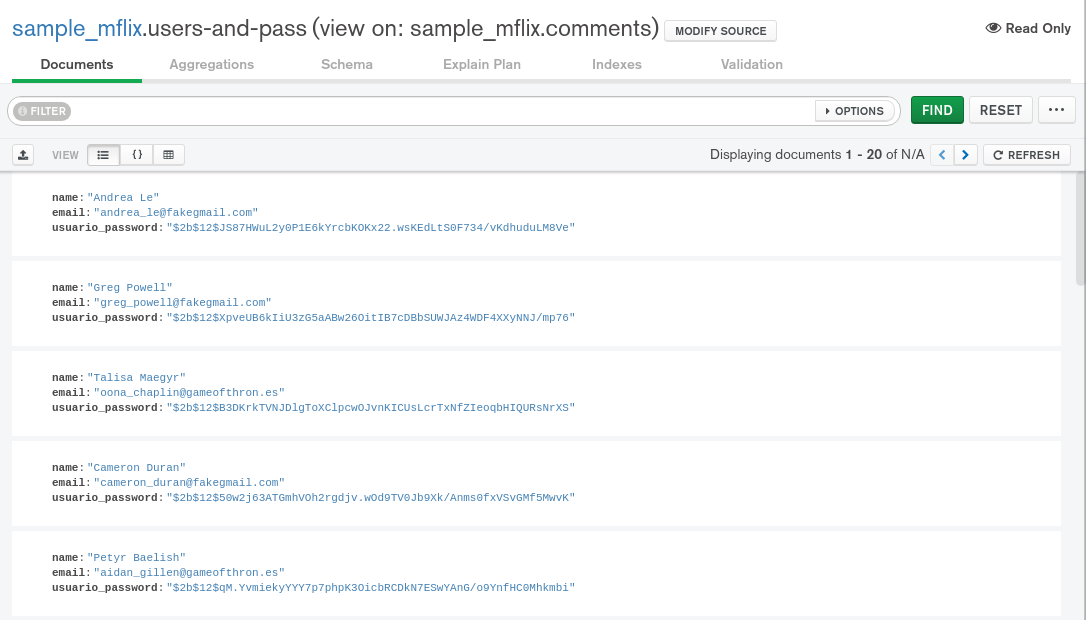 sample_mflix.users-and-pass (view on: sample_mflix.comments) MODIFY SOURCE Read Only
Documents Aggregations Schema Explain Plan Indexes Validation
FILTER OPTIONS FIND RESET ...
VIEW {} Displaying documents 1 - 20 of N/A < > REFRESH
name: "Andrea Le"
email: "andrea_le@fakegmail.com"
usuario_password: "$2b$12$JS87HWuL2y0P1E6kYrcbKOKx22.wsKEdLtS0F734/vKdhuduLM8Ve"
name: "Greg Powell"
email: "greg_powell@fakegmail.com"
usuario_password: "$2b$12$XpveUB6kIiU3zG5aABw26OitIB7cDBbSUWJAz4WDF4XXyNNJ/mp76"
name: "Talisa Maegyr"
email: "oona_chaplin@gameofthron.es"
usuario_password: "$2b$12$B3DKrkTVNJDlgToXClpcwOJvnKICUsLcrTxNfZIeoqbHIQURsNrXS"
name: "Cameron Duran"
email: "cameron_duran@fakegmail.com"
usuario_password: "$2b$12$50w2j63ATGmhVOh2rgdjv.wOd9TV0Jb9Xk/Anms0fxVSvGMf5MwvK"
name: "Petyr Baelish"
email: "aidan_gillen@gameofthron.es"
usuario_password: "$2b$12$qM.YvmiekyYYY7p7phpK3OicbRCDkN7ESwYAnG/o9YnfHC0Mhkmbi"